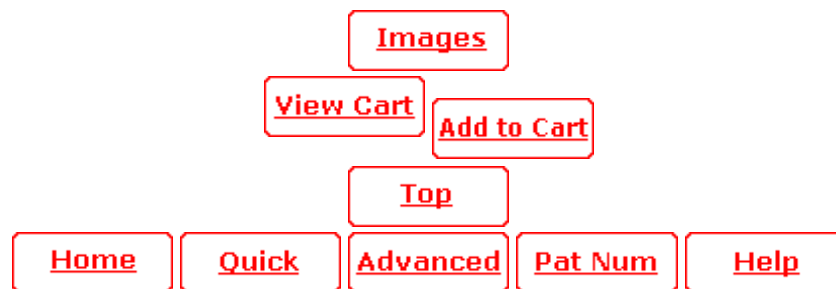 Images
View Cart
Add to Cart
Top
Home Quick Advanced Pat Num Help